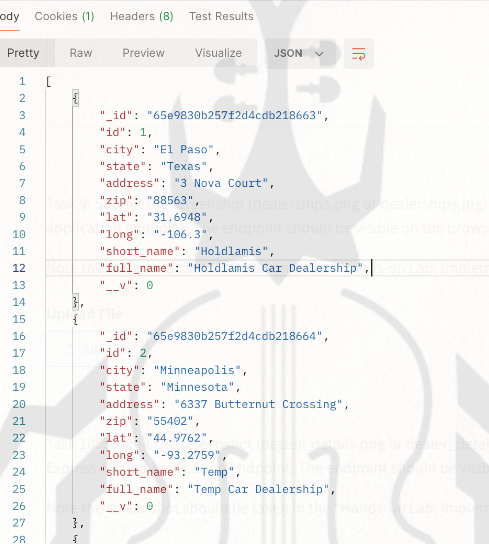 ody Cookies (1) Headers (8) Test Results
Pretty Raw Preview Visualize JSON
1 [
2 {
3 "_id": "65e9830b257f2d4cdb218663",
4 "id": 1,
5 "city": "El Paso",
6 "state": "Texas",
7 "address": "3 Nova Court",
8 "zip": "88563",
9 "lat": "31.6948",
10 "long": "-106.3",
11 "short_name": "Holdlamis",
12 "full_name": "Holdlamis Car Dealership",
13 "__v": 0
14 },
15 {
16 "_id": "65e9830b257f2d4cdb218664",
17 "id": 2,
18 "city": "Minneapolis",
19 "state": "Minnesota",
20 "address": "6337 Butternut Crossing",
21 "zip": "55402",
22 "lat": "44.9762",
23 "long": "-93.2759",
24 "short_name": "Temp",
25 "full_name": "Temp Car Dealership",
26 "__v": 0
27 },
28 {
Upload File